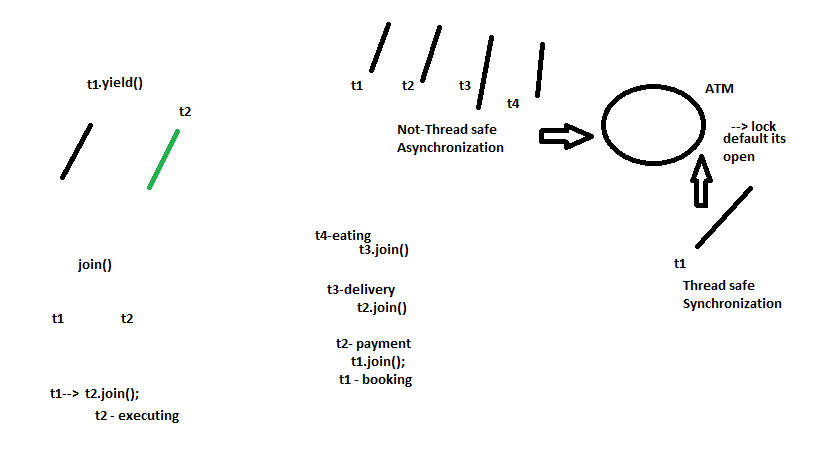 t1.yield()
t2
join()
t1 t2
t1--> t2.join();
t2 - executing
t1 t2 t3 t4
Not-Thread safe
Asynchronization
ATM
--> lock
default its
open
t1
Thread safe
Synchronization
t4-eating
t3.join()
t3-delivery
t2.join()
t2- payment
t1.join();
t1 - booking